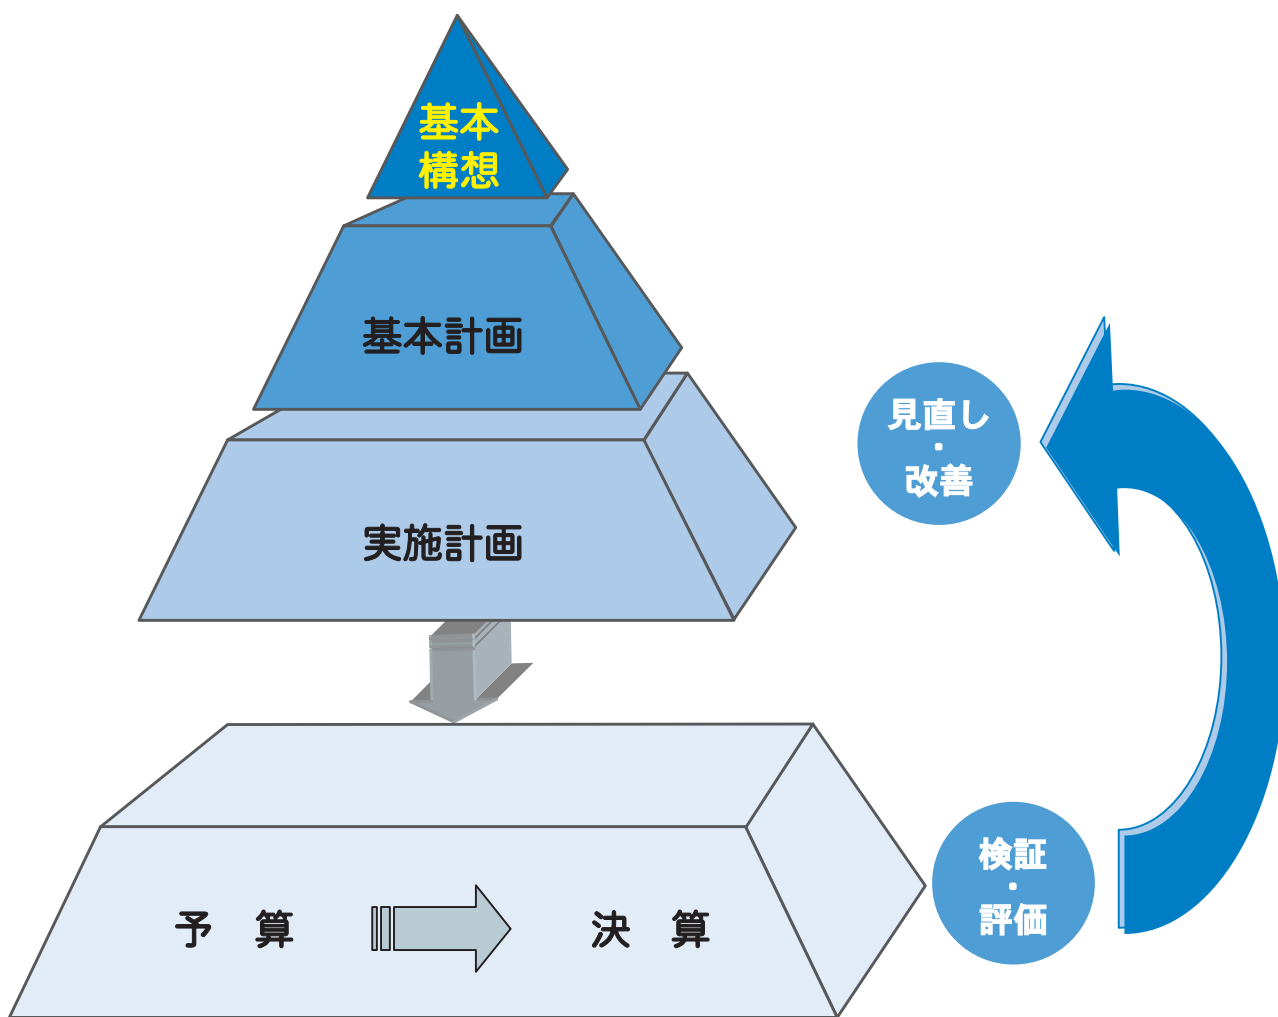 基本
構想
基本計画
実施計画
見直し
・
改善
予　算
決　算
検証
・
評価